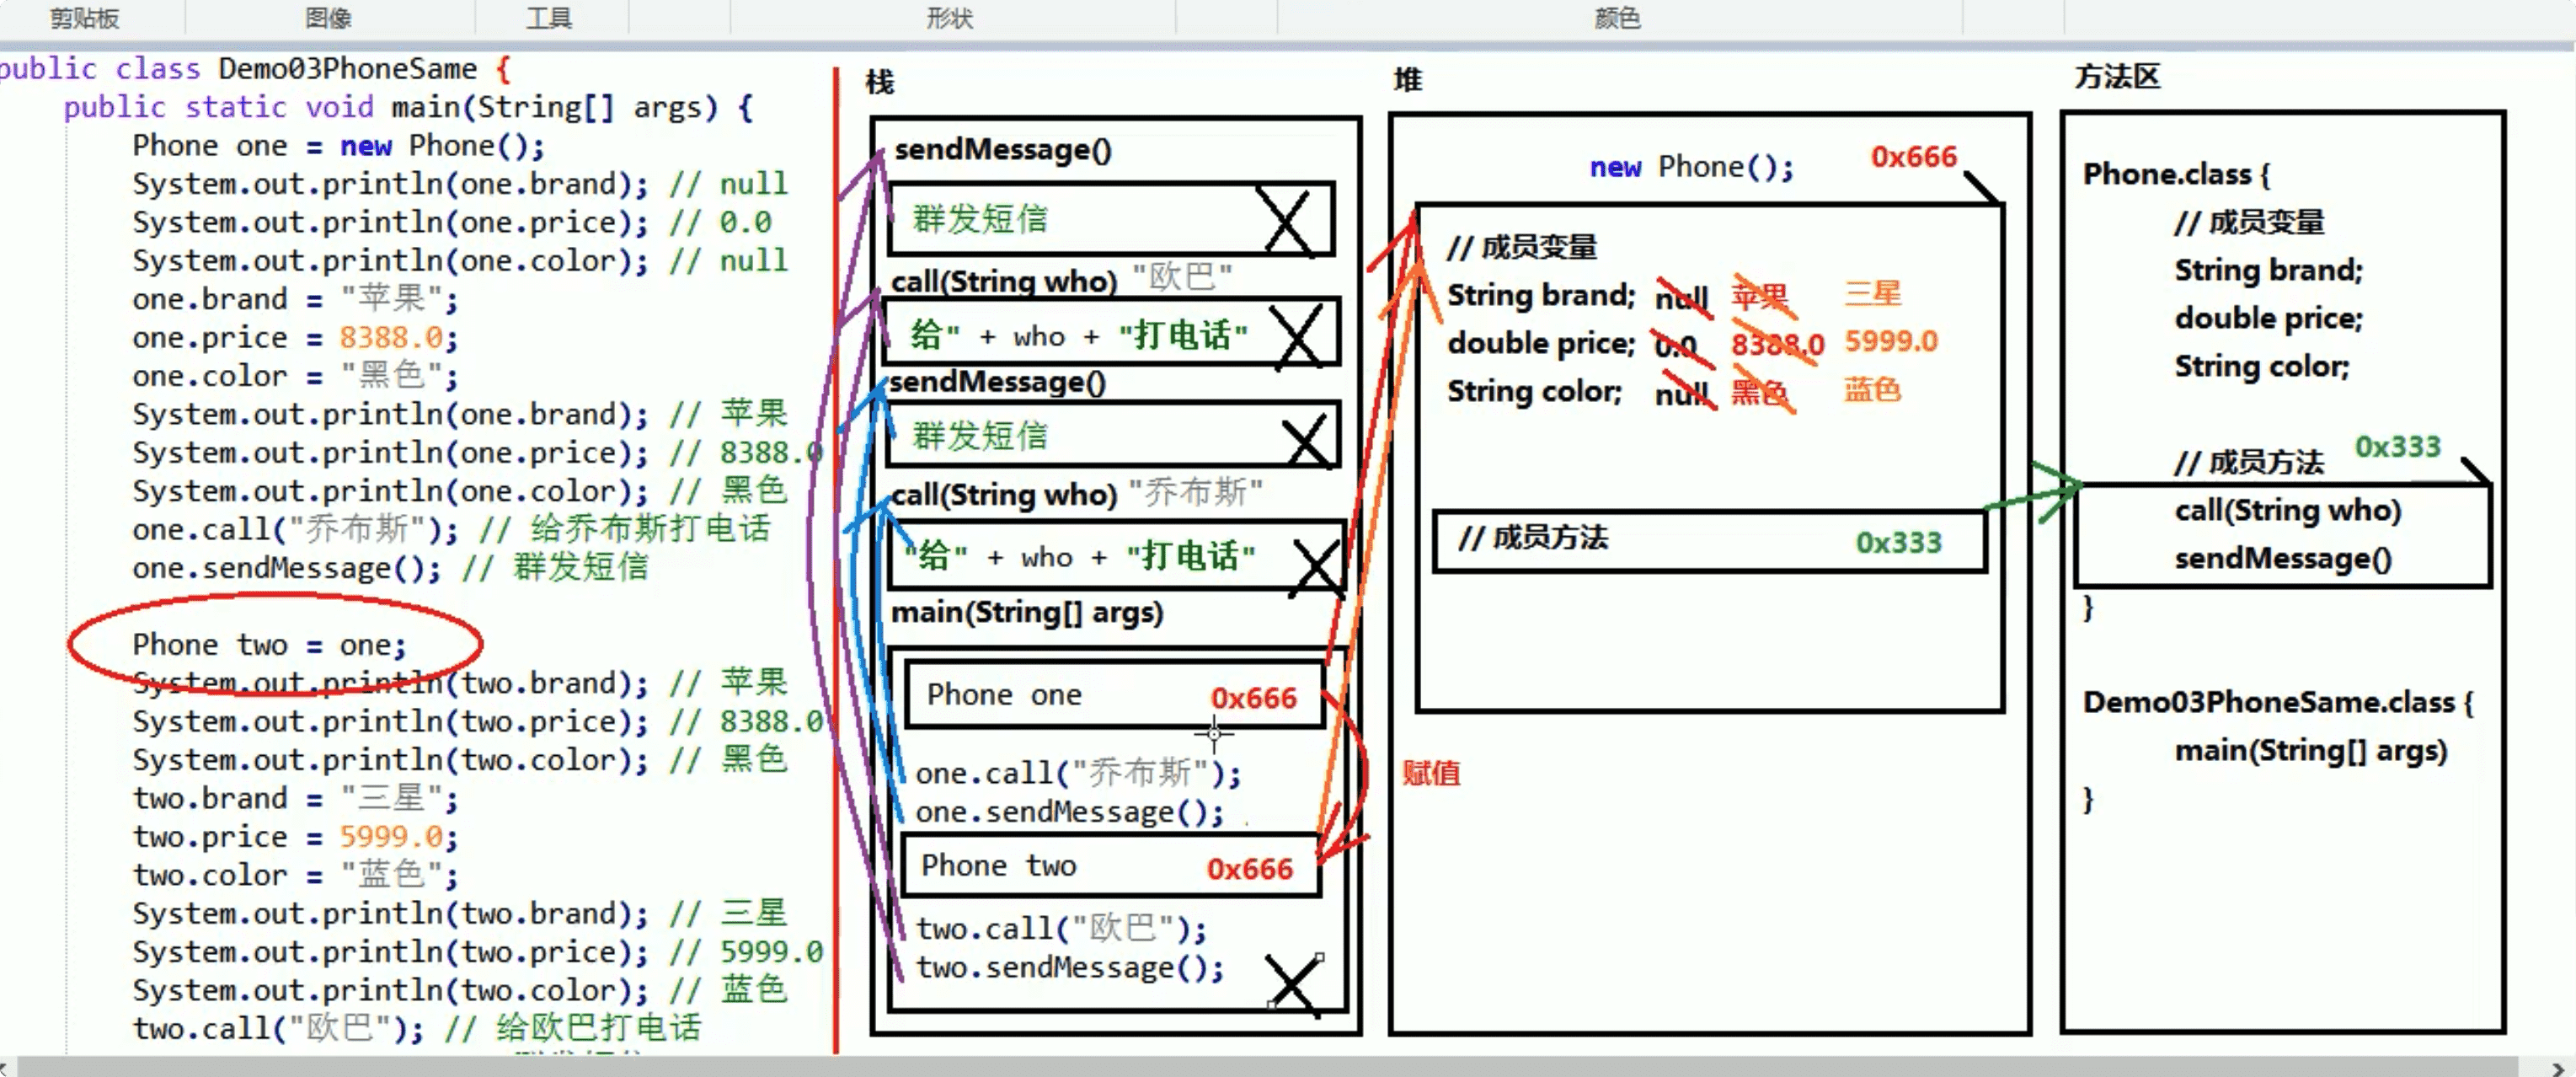 剪贴板
图像
工具
形状
颜色
public class Demo03PhoneSame {
public static void main(String[] args) {
Phone one = new Phone();
System.out.println(one.brand); // null
System.out.println(one.price); // 0.0
System.out.println(one.color); // null
one.brand = "苹果";
one.price = 8388.0;
one.color = "黑色";
System.out.println(one.brand); // 苹果
System.out.println(one.price); // 8388.0
System.out.println(one.color); // 黑色
one.call("乔布斯"); // 给乔布斯打电话
one.sendMessage(); // 群发短信
Phone two = one;
System.out.println(two.brand); // 苹果
System.out.println(two.price); // 8388.0
System.out.println(two.color); // 黑色
two.brand = "三星";
two.price = 5999.0;
two.color = "蓝色";
System.out.println(two.brand); // 三星
System.out.println(two.price); // 5999.0
System.out.println(two.color); // 蓝色
two.call("欧巴"); // 给欧巴打电话
栈
sendMessage()
群发短信
call(String who) "欧巴"
给" + who + "打电话"
sendMessage()
群发短信
call(String who) "乔布斯"
"给" + who + "打电话"
main(String[] args)
Phone one 0x666
one.call("乔布斯");
one.sendMessage();
Phone two 0x666
two.call("欧巴");
two.sendMessage();
赋值
堆
new Phone(); 0x666
// 成员变量
String brand; null 苹果 三星
double price; 0.0 8388.0 5999.0
String color; null 黑色 蓝色
// 成员方法 0x333
方法区
Phone.class {
// 成员变量
String brand;
double price;
String color;
// 成员方法 0x333
call(String who)
sendMessage()
}
Demo03PhoneSame.class {
main(String[] args)
}